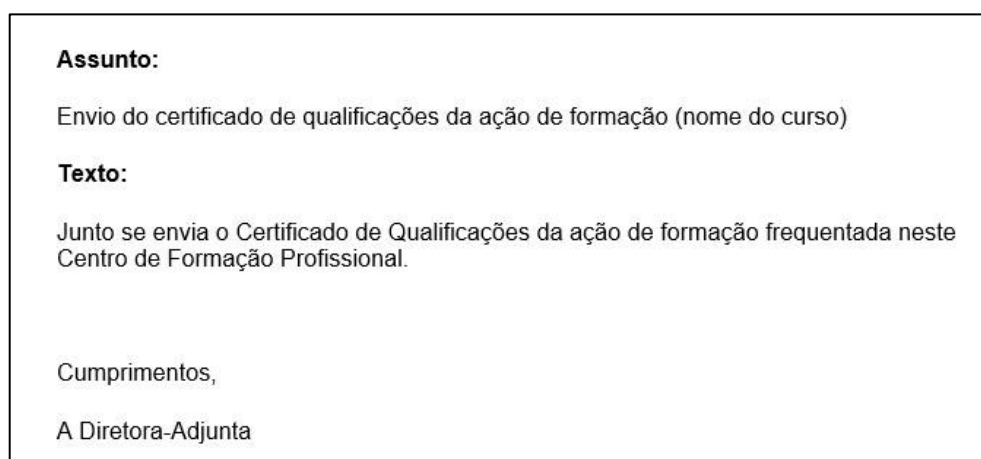 Assunto:
Envio do certificado de qualificações da ação de formação (nome do curso)
Texto:
Junto se envia o Certificado de Qualificações da ação de formação frequentada neste
Centro de Formação Profissional.
Cumprimentos,
A Diretora-Adjunta